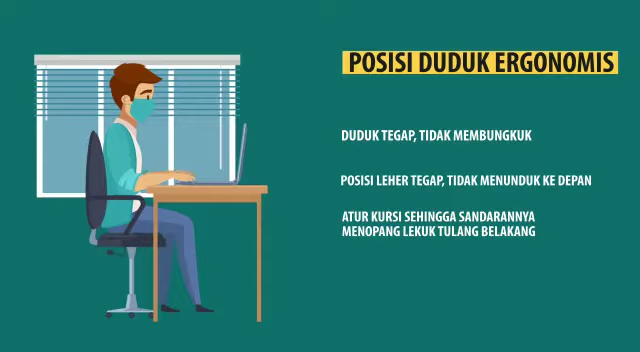 POSISI DUDUK ERGONOMIS
DUDUK TEGAP, TIDAK MEMBUNGKUK
POSISI LEHER TEGAP, TIDAK MENUNDUK KE DEPAN
ATUR KURSI SEHINGGA SANDARANNYA
MENOPANG LEKUK TULANG BELAKANG